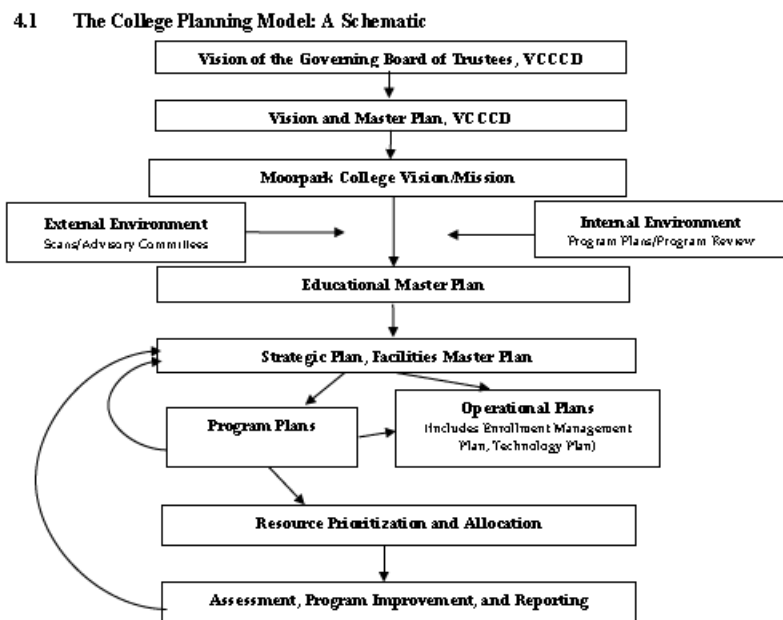 4.1 The College Planning Model: A Schematic
Vision of the Governing Board of Trustees, VCCCD
Vision and Master Plan, VCCCD
Moorpark College Vision/Mission
External Environment
Scans/Advisory Committees
Internal Environment
Program Plans/Program Review
Educational Master Plan
Strategic Plan, Facilities Master Plan
Program Plans
Operational Plans
(Includes Enrollment Management
Plan, Technology Plan)
Resource Prioritization and Allocation
Assessment, Program Improvement, and Reporting